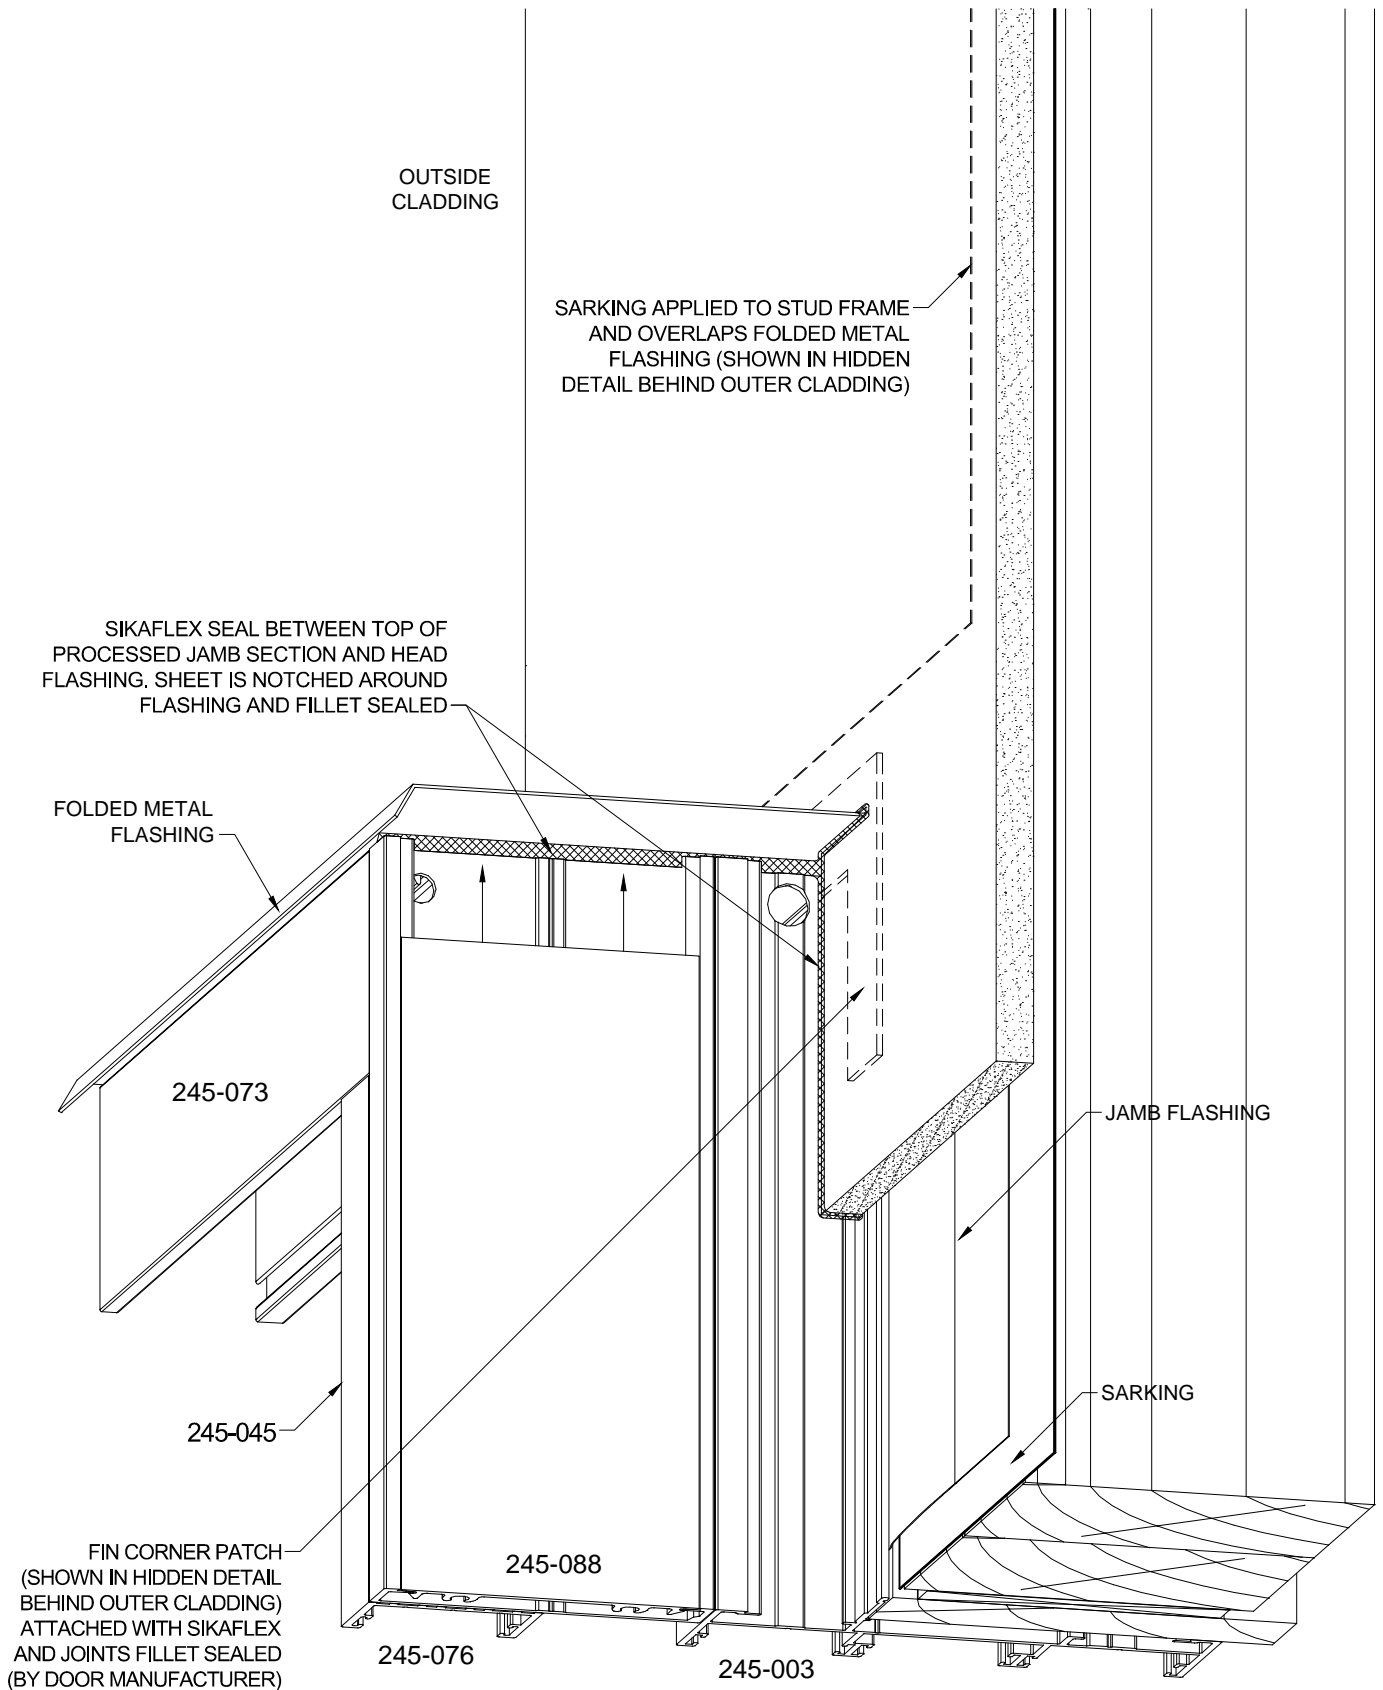 OUTSIDE
CLADDING
SARKING APPLIED TO STUD FRAME
AND OVERLAPS FOLDED METAL
FLASHING (SHOWN IN HIDDEN
DETAIL BEHIND OUTER CLADDING)
SIKAFLEX SEAL BETWEEN TOP OF
PROCESSED JAMB SECTION AND HEAD
FLASHING. SHEET IS NOTCHED AROUND
FLASHING AND FILLET SEALED
FOLDED METAL
FLASHING
245-073
JAMB FLASHING
SARKING
245-045
FIN CORNER PATCH
(SHOWN IN HIDDEN DETAIL
BEHIND OUTER CLADDING)
ATTACHED WITH SIKAFLEX
AND JOINTS FILLET SEALED
(BY DOOR MANUFACTURER)
245-088
245-076
245-003